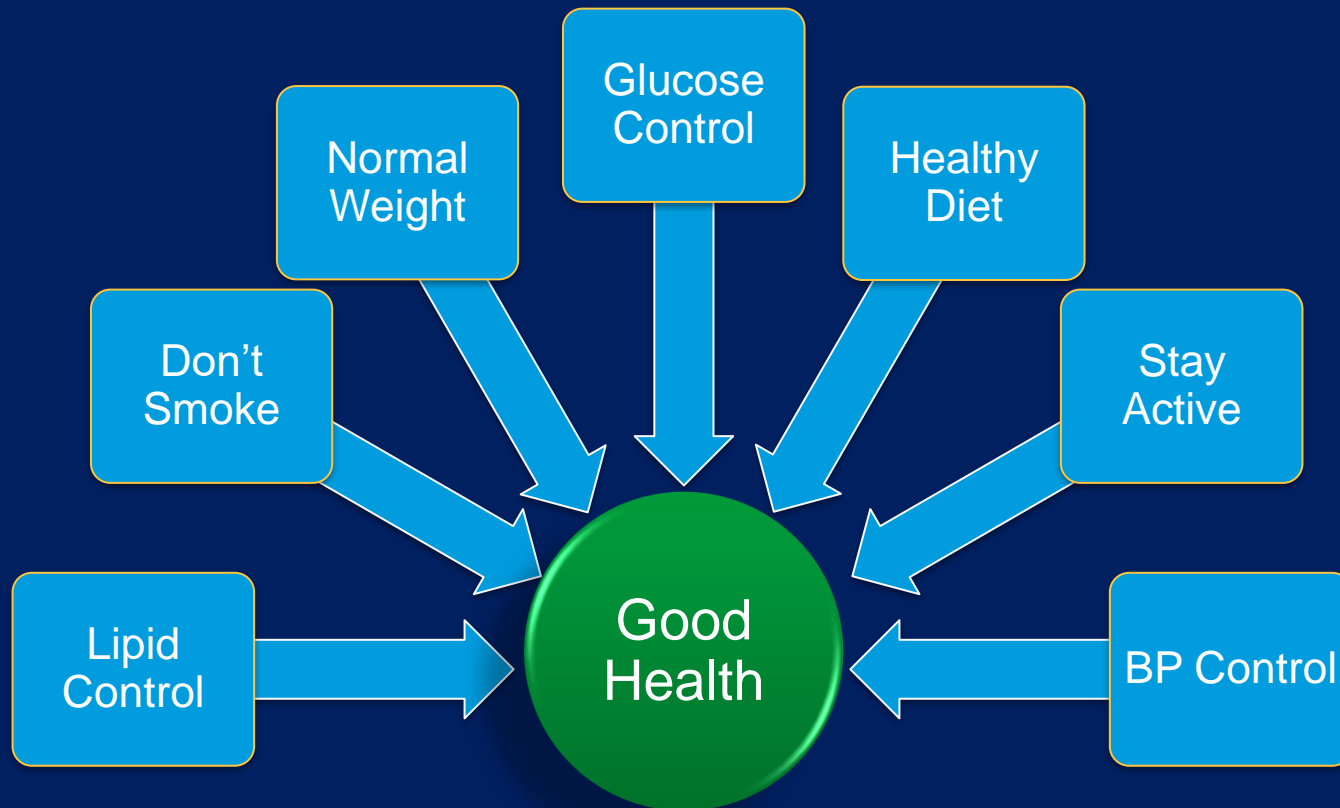 Glucose
Control
Normal
Weight
Healthy
Diet
Don’t
Smoke
Stay
Active
Lipid
Control
Good
Health
BP Control